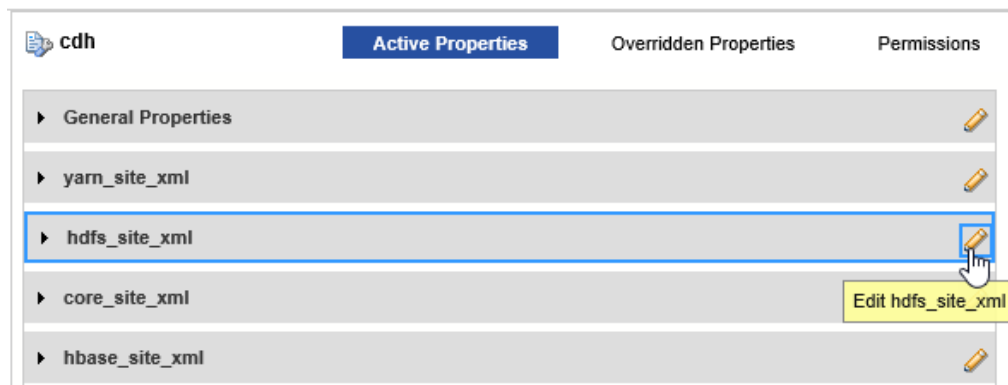 cdh Active Properties Overridden Properties Permissions
General Properties
yarn_site_xml
hdfs_site_xml
core_site_xml
Edit hdfs_site_xml
hbase_site_xml